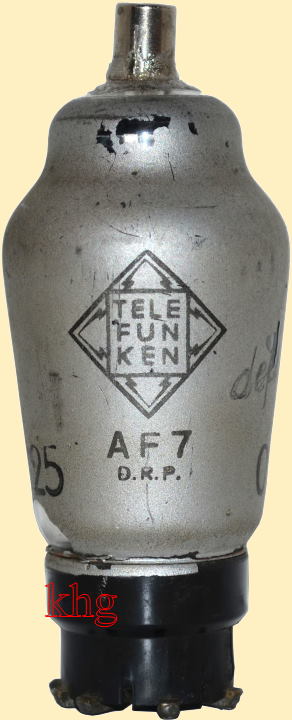 TELE
FUN
KEN
AF7
D.R.P.
25
khg